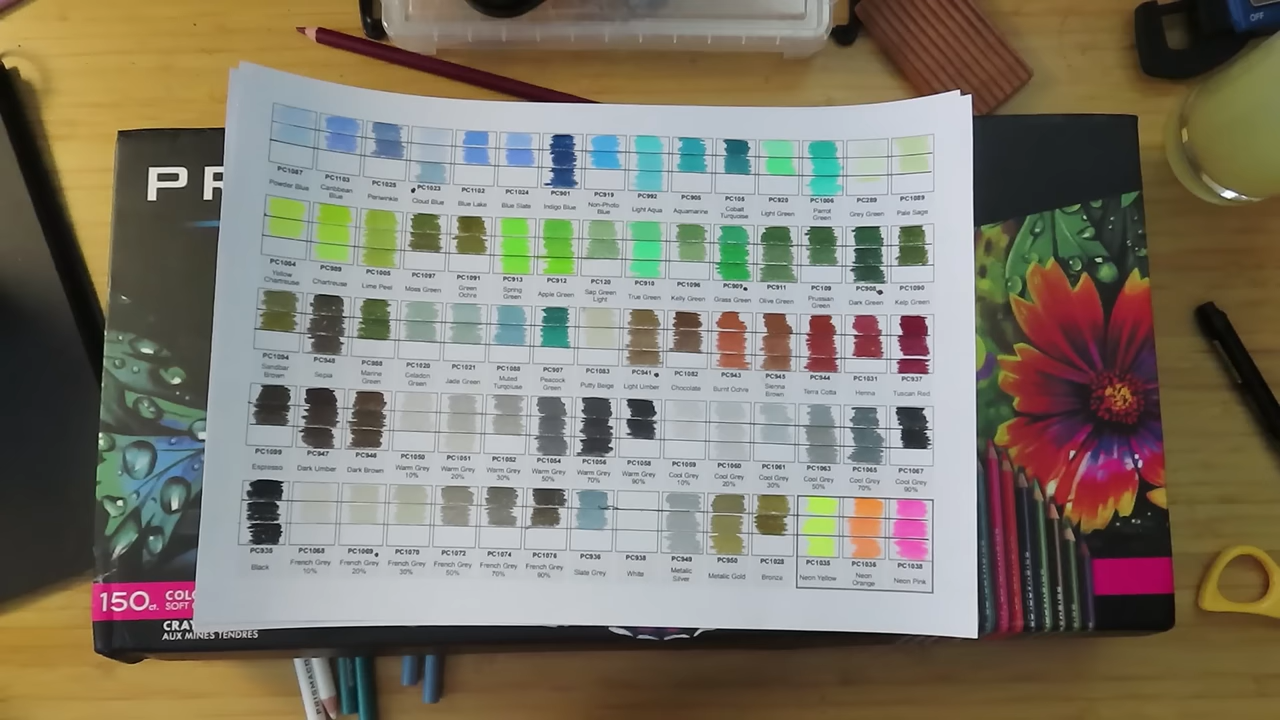 OFF
PR
PC1087 PC1103 PC1025 PC1023 PC1102 PC1024 PC901 PC919 PC992 PC905 PC105 PC920 PC1006 PC289 PC1089
Powder Blue Caribbean Blue Periwinkle Cloud Blue Blue Lake Blue Slate Indigo Blue Non-Photo Blue Light Aqua Aquamarine Cobalt Turquoise Light Green Parrot Green Grey Green Pale Sage
PC1004 PC989 PC1005 PC1097 PC1091 PC913 PC912 PC120 PC910 PC1096 PC909 PC911 PC109 PC908 PC1090
Yellow Chartreuse Chartreuse Lime Peel Moss Green Green Ochre Spring Green Apple Green Sap Green Light True Green Kelly Green Grass Green Olive Green Prussian Green Dark Green Kelp Green
PC1094 PC948 PC988 PC1020 PC1021 PC1088 PC907 PC1083 PC941 PC1082 PC943 PC945 PC944 PC1031 PC937
Sandbar Brown Sepia Marine Green Celadon Green Jade Green Muted Turquoise Peacock Green Putty Beige Light Umber Chocolate Burnt Ochre Sienna Brown Terra Cotta Henna Tuscan Red
PC1099 PC947 PC946 PC1050 PC1051 PC1052 PC1054 PC1056 PC1058 PC1059 PC1060 PC1061 PC1063 PC1065 PC1067
Espresso Dark Umber Dark Brown Warm Grey 10% Warm Grey 20% Warm Grey 30% Warm Grey 50% Warm Grey 70% Warm Grey 90% Cool Grey 10% Cool Grey 20% Cool Grey 30% Cool Grey 50% Cool Grey 70% Cool Grey 90%
PC935 PC1068 PC1069 PC1070 PC1072 PC1074 PC1076 PC936 PC938 PC949 PC950 PC1028 PC1035 PC1036 PC1038
Black French Grey 10% French Grey 20% French Grey 30% French Grey 50% French Grey 70% French Grey 90% Slate Grey White Metallic Silver Metallic Gold Bronze Neon Yellow Neon Orange Neon Pink
150 ct. COLO
SOFT
CRAY
AUX MINES TENDRES